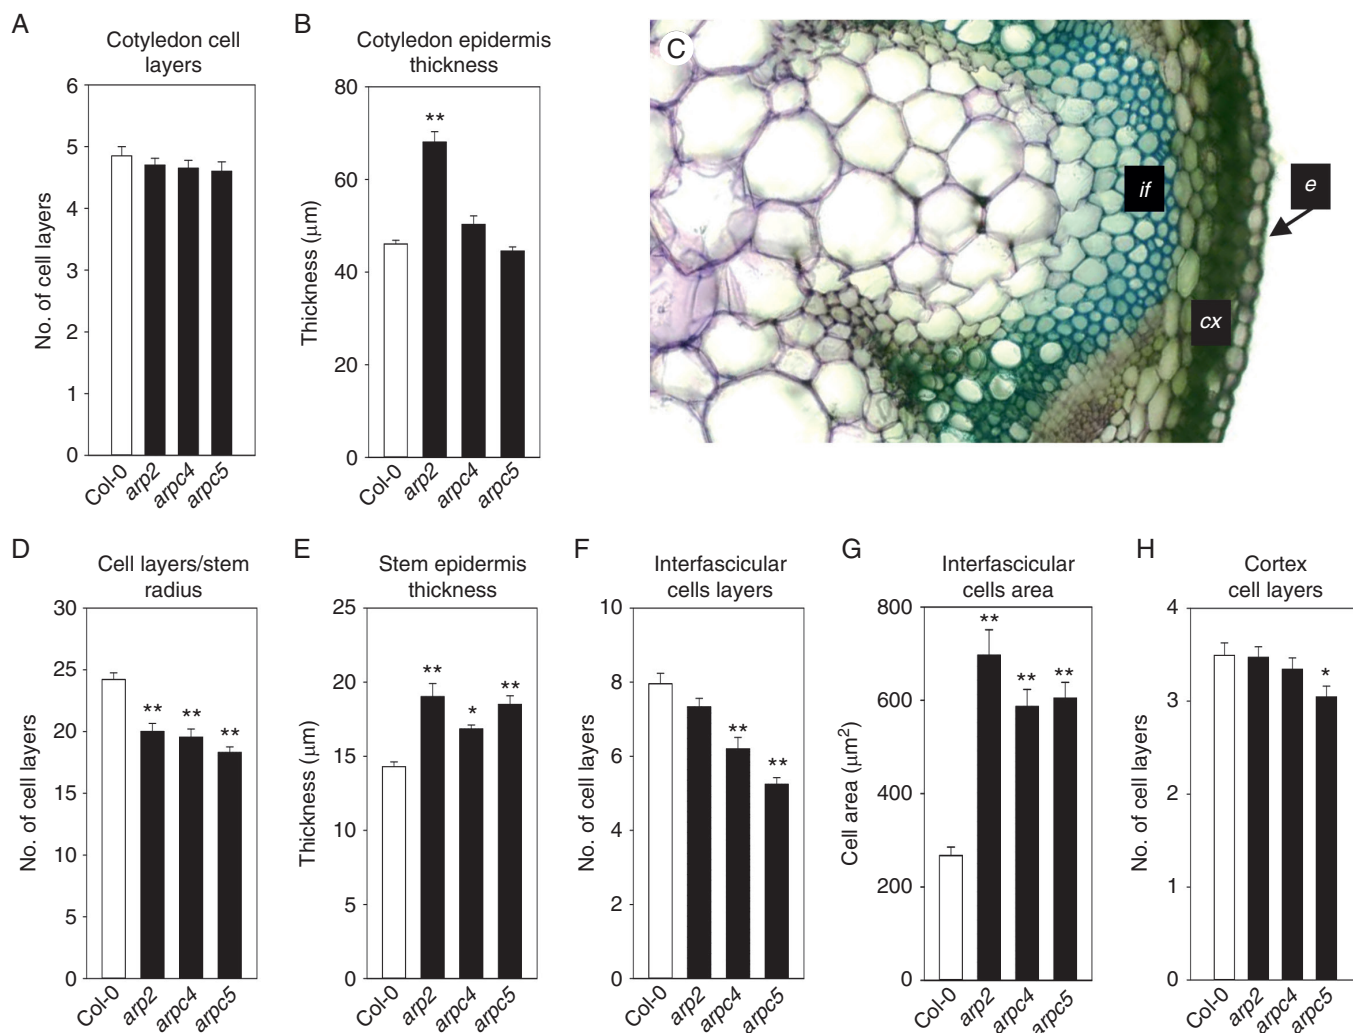 A
Cotyledon cell
layers
No. of cell layers
6
5
4
3
2
1
0
Col-0
arp2
arpc4
arpc5
B
Cotyledon epidermis
thickness
Thickness (μm)
80
60
40
20
0
**
Col-0
arp2
arpc4
arpc5
C
if
e
cx
D
Cell layers/stem
radius
No. of cell layers
30
25
20
15
10
5
0
**
**
**
Col-0
arp2
arpc4
arpc5
E
Stem epidermis
thickness
Thickness (μm)
25
20
15
10
5
0
**
*
**
Col-0
arp2
arpc4
arpc5
F
Interfascicular
cells layers
No. of cell layers
10
8
6
4
2
0
**
**
Col-0
arp2
arpc4
arpc5
G
Interfascicular
cells area
Cell area (μm²)
800
600
400
200
0
**
**
**
Col-0
arp2
arpc4
arpc5
H
Cortex
cell layers
No. of cell layers
4
3
2
1
0
*
Col-0
arp2
arpc4
arpc5